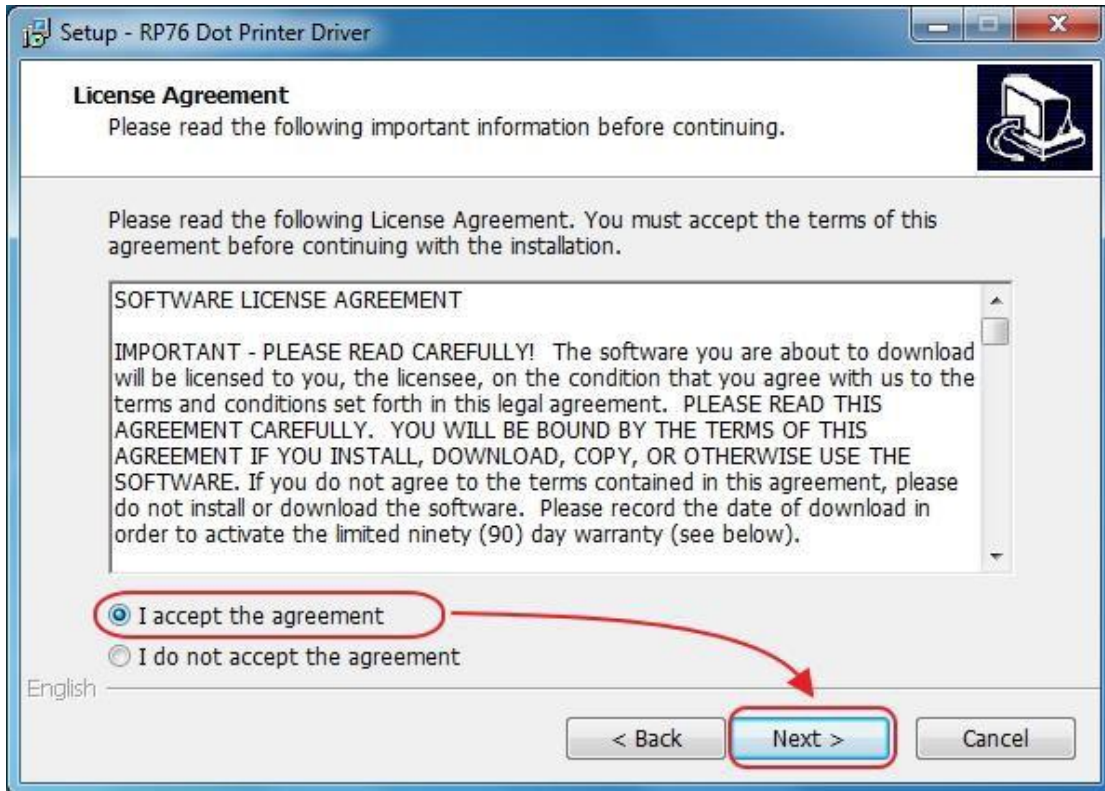 Setup - RP76 Dot Printer Driver
License Agreement
Please read the following important information before continuing.
Please read the following License Agreement. You must accept the terms of this
agreement before continuing with the installation.
SOFTWARE LICENSE AGREEMENT
IMPORTANT - PLEASE READ CAREFULLY!  The software you are about to download
will be licensed to you, the licensee, on the condition that you agree with us to the
terms and conditions set forth in this legal agreement.  PLEASE READ THIS
AGREEMENT CAREFULLY.  YOU WILL BE BOUND BY THE TERMS OF THIS
AGREEMENT IF YOU INSTALL, DOWNLOAD, COPY, OR OTHERWISE USE THE
SOFTWARE. If you do not agree to the terms contained in this agreement, please
do not install or download the software.  Please record the date of download in
order to activate the limited ninety (90) day warranty (see below).
I accept the agreement
I do not accept the agreement
English
< Back
Next >
Cancel